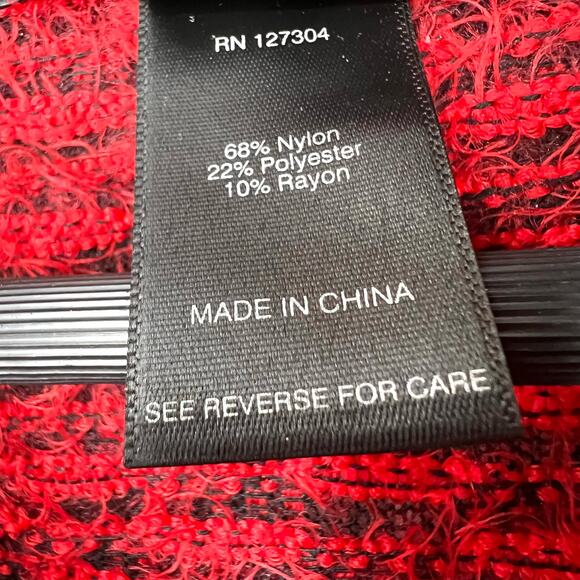 RN 127304
68% Nylon
22% Polyester
10% Rayon
MADE IN CHINA
SEE REVERSE FOR CARE